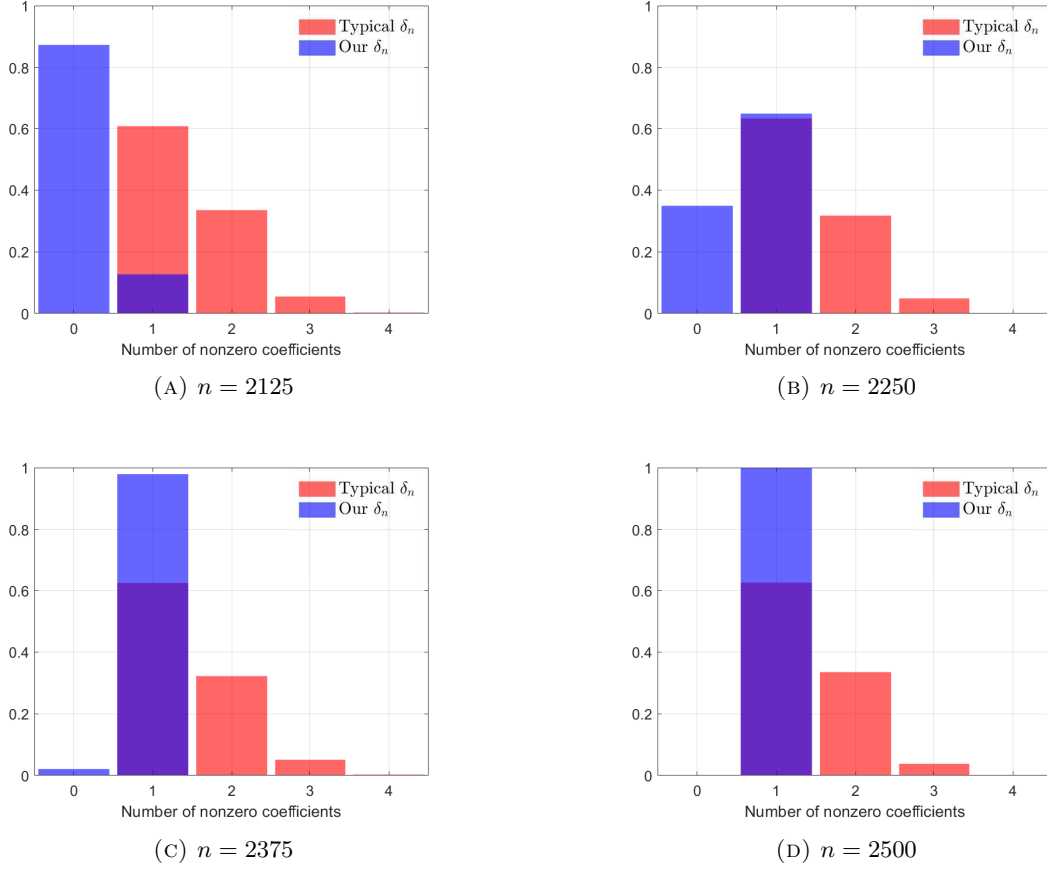 1
0.8
0.6
0.4
0.2
0
0 1 2 3 4
Number of nonzero coefficients
Typical δₙ
Our δₙ
(A) n = 2125
1
0.8
0.6
0.4
0.2
0
0 1 2 3 4
Number of nonzero coefficients
Typical δₙ
Our δₙ
(B) n = 2250
1
0.8
0.6
0.4
0.2
0
0 1 2 3 4
Number of nonzero coefficients
Typical δₙ
Our δₙ
(C) n = 2375
1
0.8
0.6
0.4
0.2
0
0 1 2 3 4
Number of nonzero coefficients
Typical δₙ
Our δₙ
(D) n = 2500